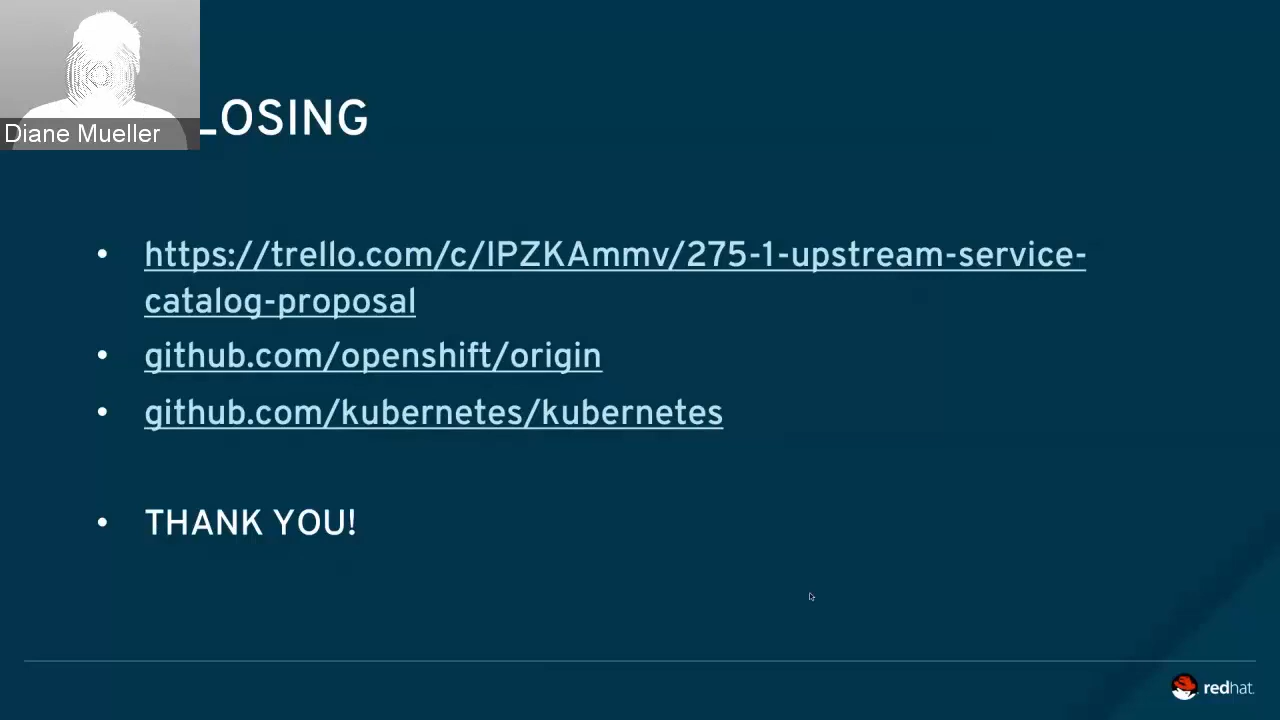 Diane Mueller
LOSING
• https://trello.com/c/IPZKAmmv/275-1-upstream-service-
catalog-proposal
• github.com/openshift/origin
• github.com/kubernetes/kubernetes
• THANK YOU!
redhat.